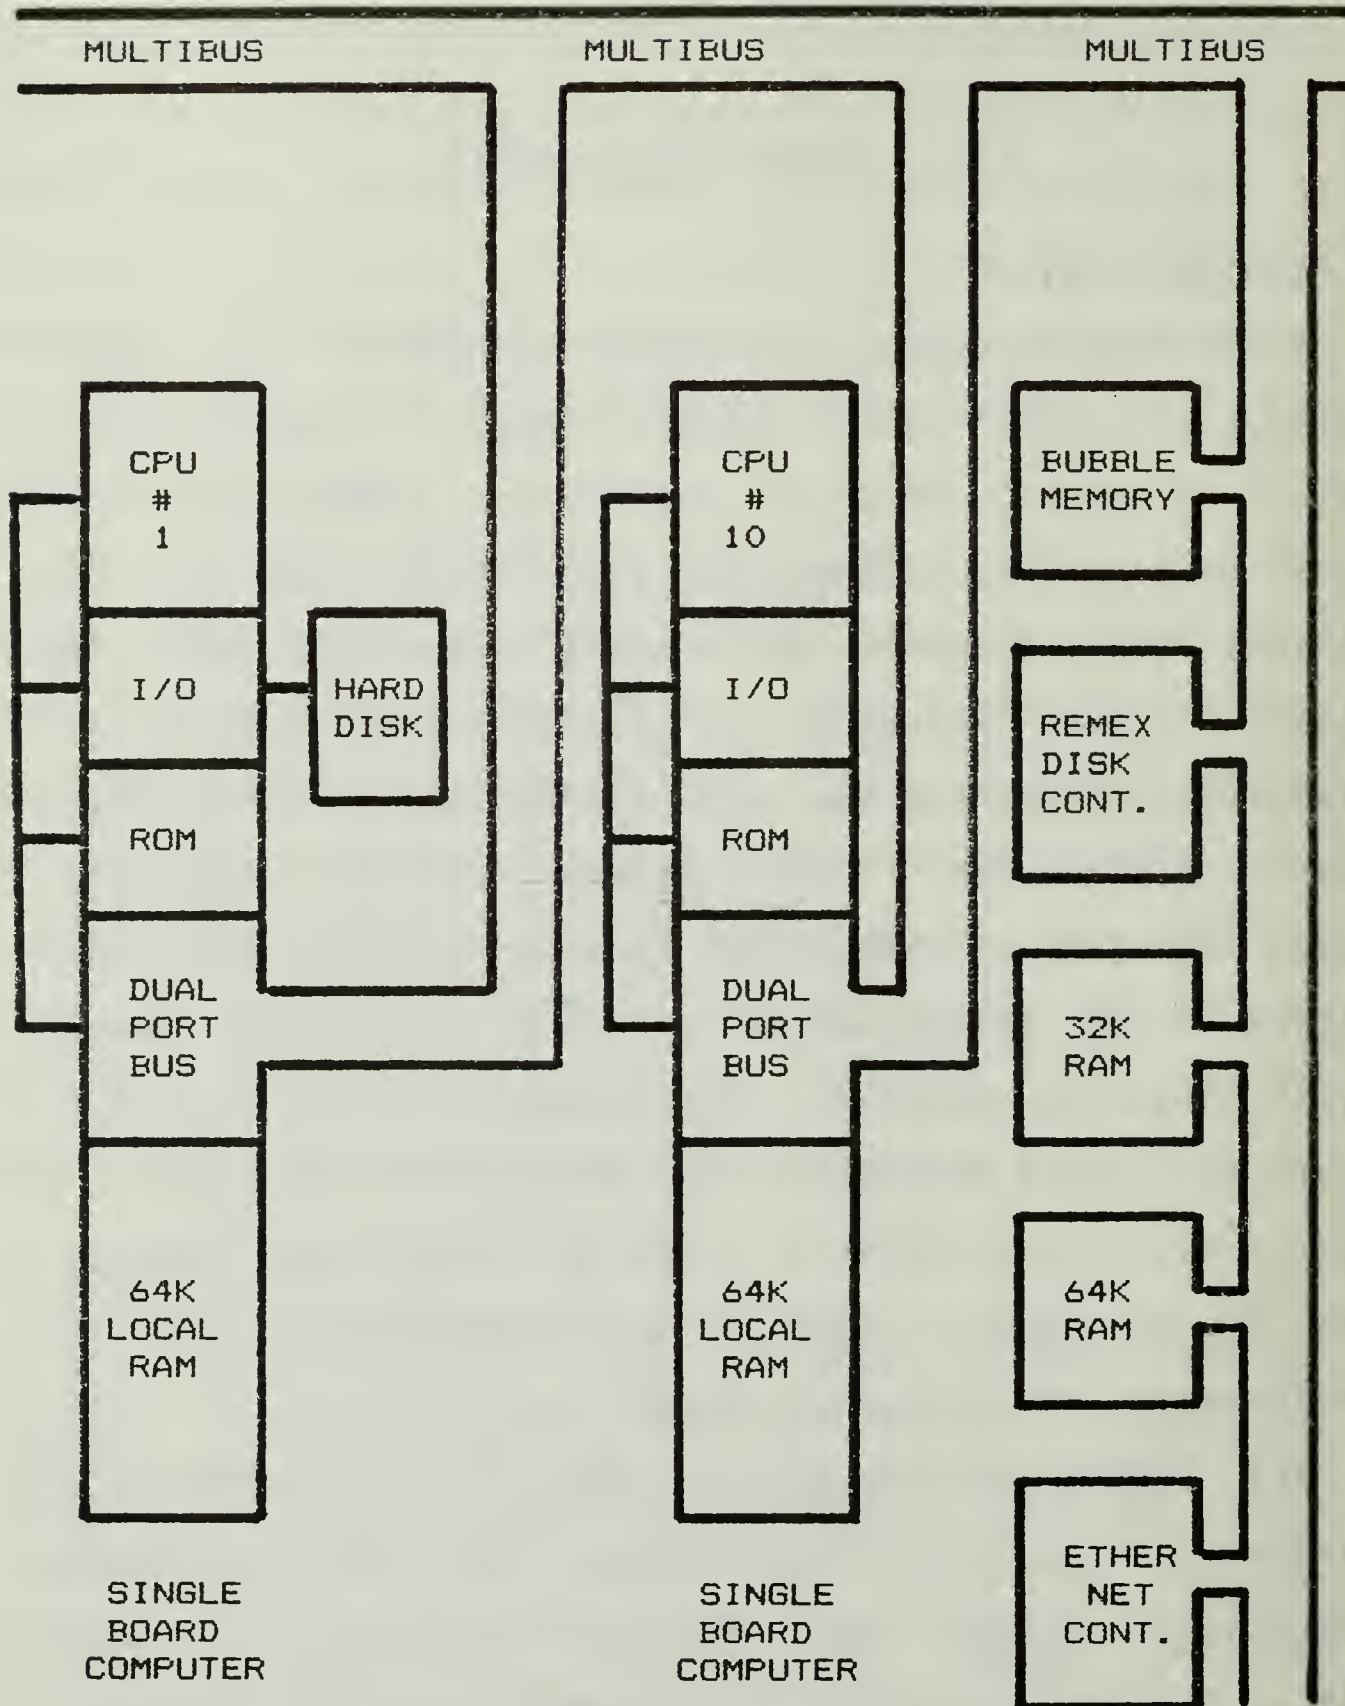 MULTIBUS MULTIBUS MULTIBUS
CPU
#
1
I/O
HARD
DISK
ROM
DUAL
PORT
BUS
64K
LOCAL
RAM
SINGLE
BOARD
COMPUTER
CPU
#
10
I/O
ROM
DUAL
PORT
BUS
64K
LOCAL
RAM
SINGLE
BOARD
COMPUTER
BUBBLE
MEMORY
REMEX
DISK
CONT.
32K
RAM
64K
RAM
ETHER
NET
CONT.